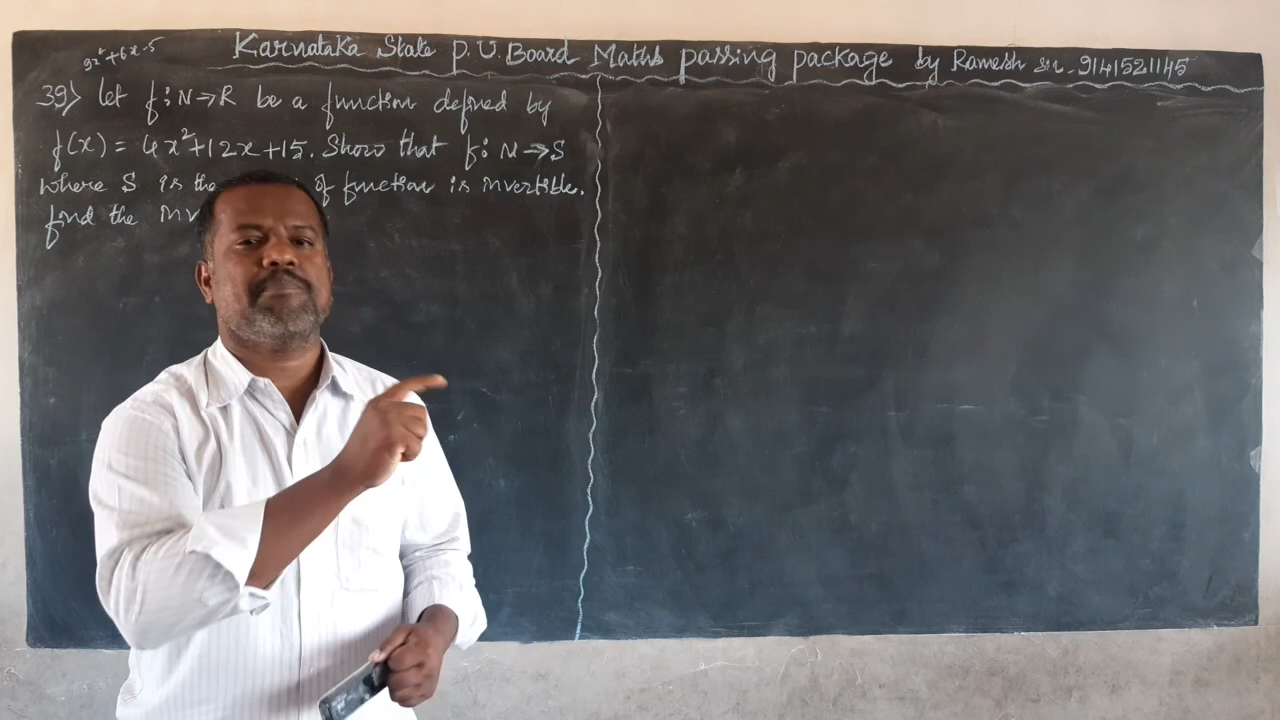 Karnataka State P.U. Board Maths passing package by Ramesh sir - 9141521145
9x²+6x-5
39) Let f: N→R be a function defined by
f(x) = 4x²+12x+15. Show that f: N→S
where S is the of function is invertible.
find the inv